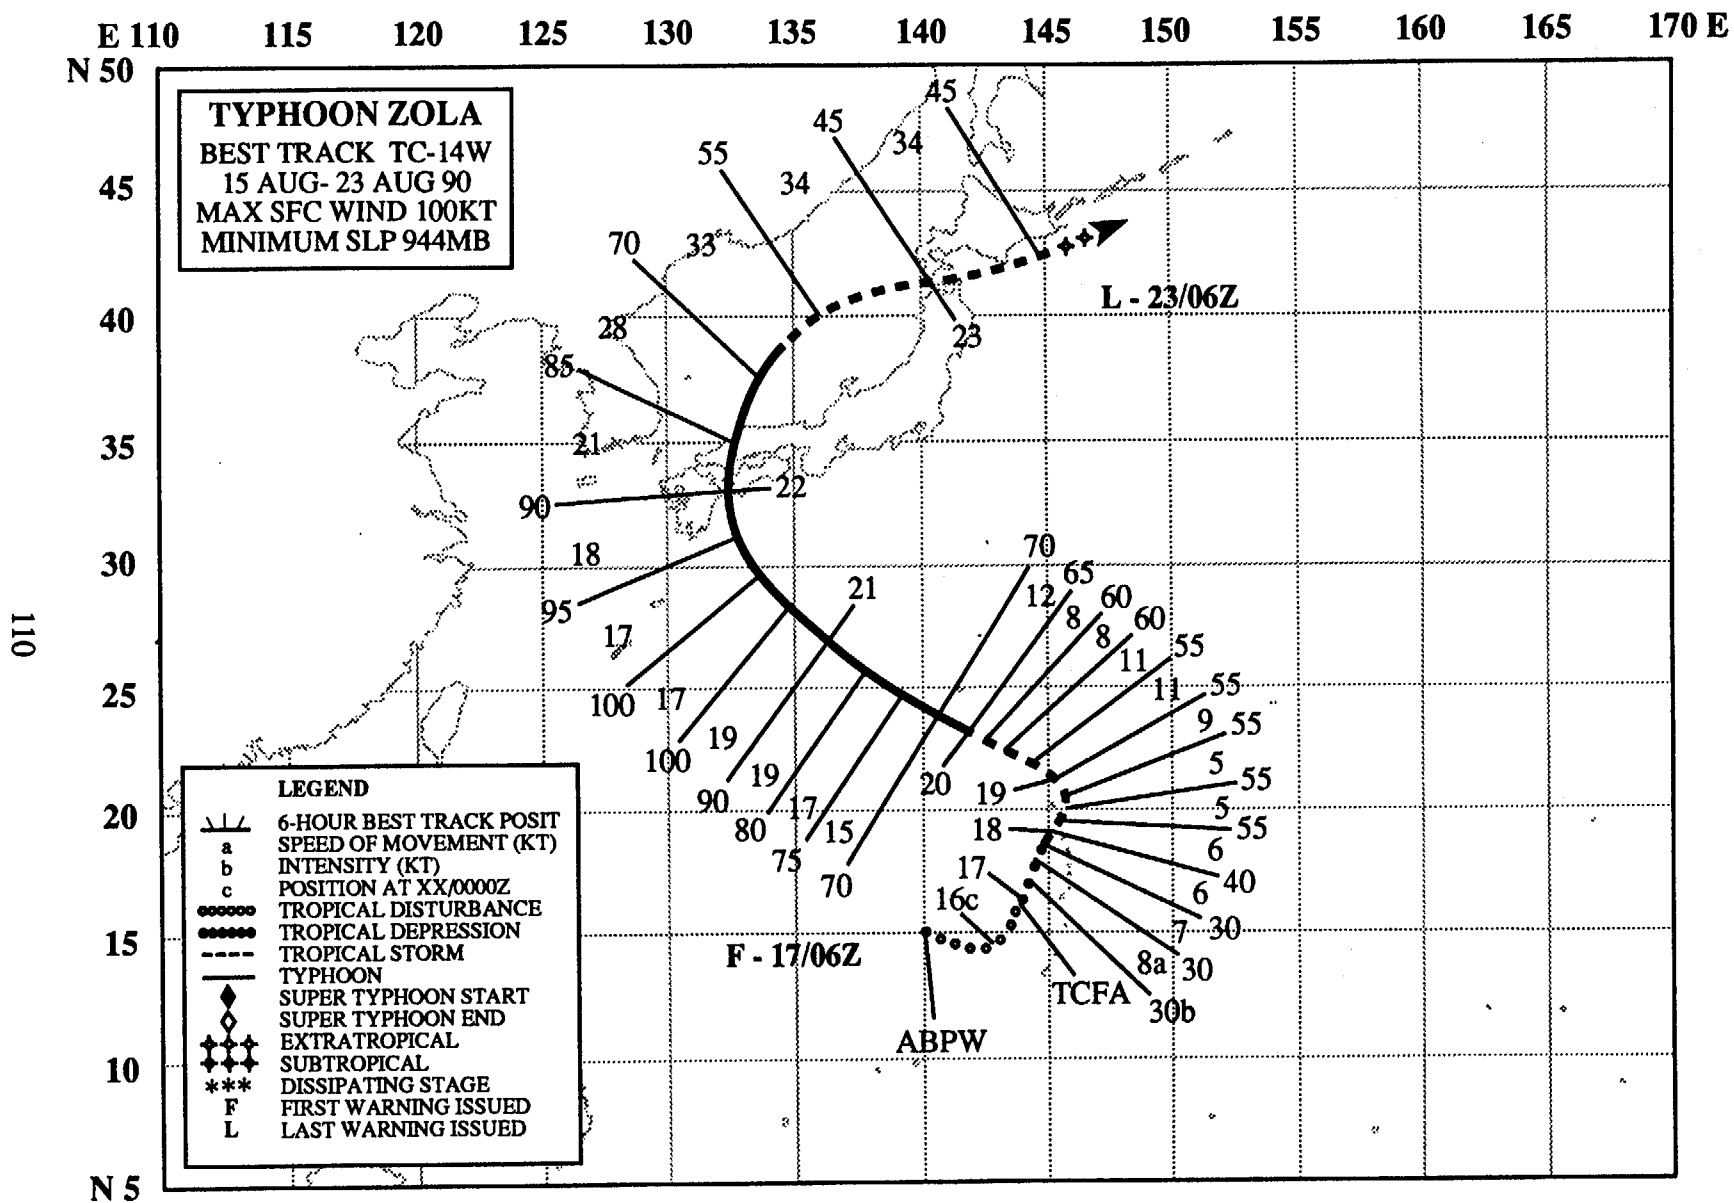 E 110 115 120 125 130 135 140 145 150 155 160 165 170 E
N 50
45
40
35
30
25
20
15
10
N 5
TYPHOON ZOLA
BEST TRACK TC-14W
15 AUG- 23 AUG 90
MAX SFC WIND 100KT
MINIMUM SLP 944MB
45
34
45
34
55
33
70
28
85
21
90
22
18
95
17
100
17
100
19
21
90
19
80
17
75
15
70
70
12
65
8
60
8
60
11
55
11
55
9
55
5
55
5
55
6
40
6
30
7
30
8a
30b
20
19
18
17
16c
23
L - 23/06Z
F - 17/06Z
TCFA
ABPW
LEGEND
6-HOUR BEST TRACK POSIT
a SPEED OF MOVEMENT (KT)
b INTENSITY (KT)
c POSITION AT XX/0000Z
TROPICAL DISTURBANCE
TROPICAL DEPRESSION
TROPICAL STORM
TYPHOON
SUPER TYPHOON START
SUPER TYPHOON END
EXTRATROPICAL
SUBTROPICAL
*** DISSIPATING STAGE
F FIRST WARNING ISSUED
L LAST WARNING ISSUED
110